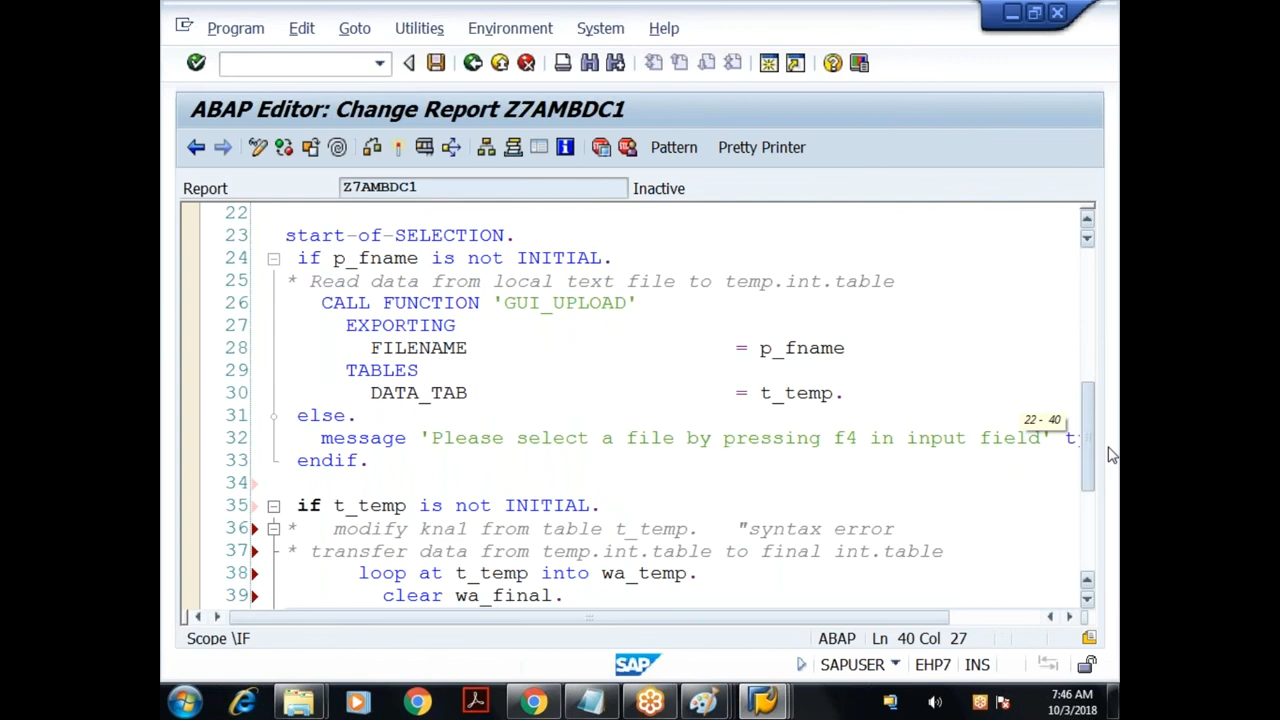 Program Edit Goto Utilities Environment System Help
ABAP Editor: Change Report Z7AMBDC1
Pattern Pretty Printer
Report Z7AMBDC1 Inactive
22
23 start-of-SELECTION.
24 if p_fname is not INITIAL.
25 * Read data from local text file to temp.int.table
26 CALL FUNCTION 'GUI_UPLOAD'
27 EXPORTING
28 FILENAME = p_fname
29 TABLES
30 DATA_TAB = t_temp.
31 else.
22 - 40
32 message 'Please select a file by pressing f4 in input field' ty
33 endif.
34
35 if t_temp is not INITIAL.
36 * modify kna1 from table t_temp. "syntax error
37 * transfer data from temp.int.table to final int.table
38 loop at t_temp into wa_temp.
39 clear wa_final.
Scope \IF ABAP Ln 40 Col 27
SAP SAPUSER EHP7 INS
7:46 AM
10/3/2018